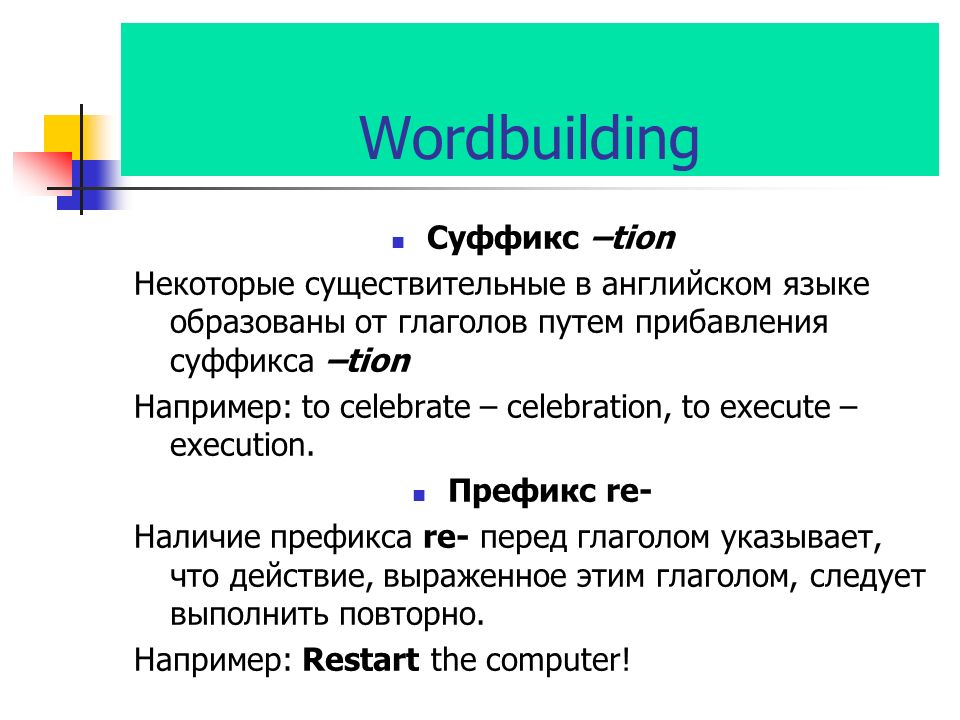 Wordbuilding
Суффикс –tion
Некоторые существительные в английском языке
образованы от глаголов путем прибавления
суффикса –tion
Например: to celebrate – celebration, to execute –
execution.
Префикс re-
Наличие префикса re- перед глаголом указывает,
что действие, выраженное этим глаголом, следует
выполнить повторно.
Например: Restart the computer!